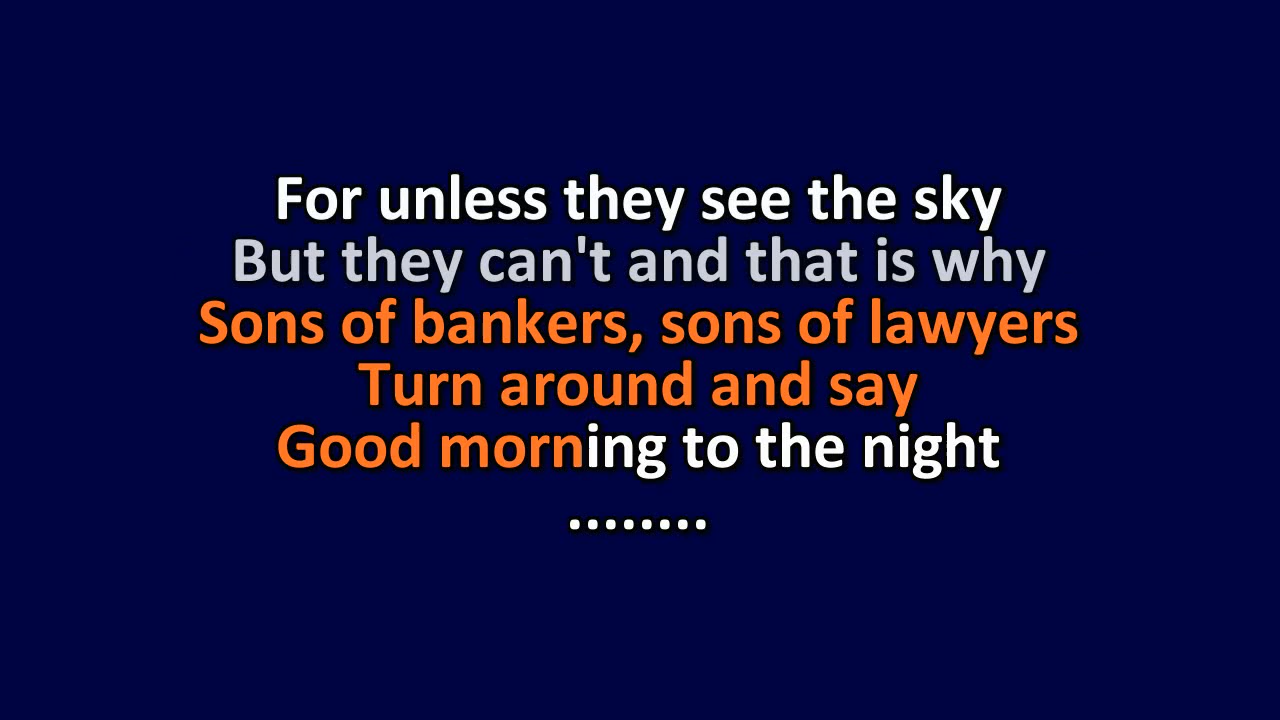 For unless they see the sky
But they can't and that is why
Sons of bankers, sons of lawyers
Turn around and say
Good morning to the night
........